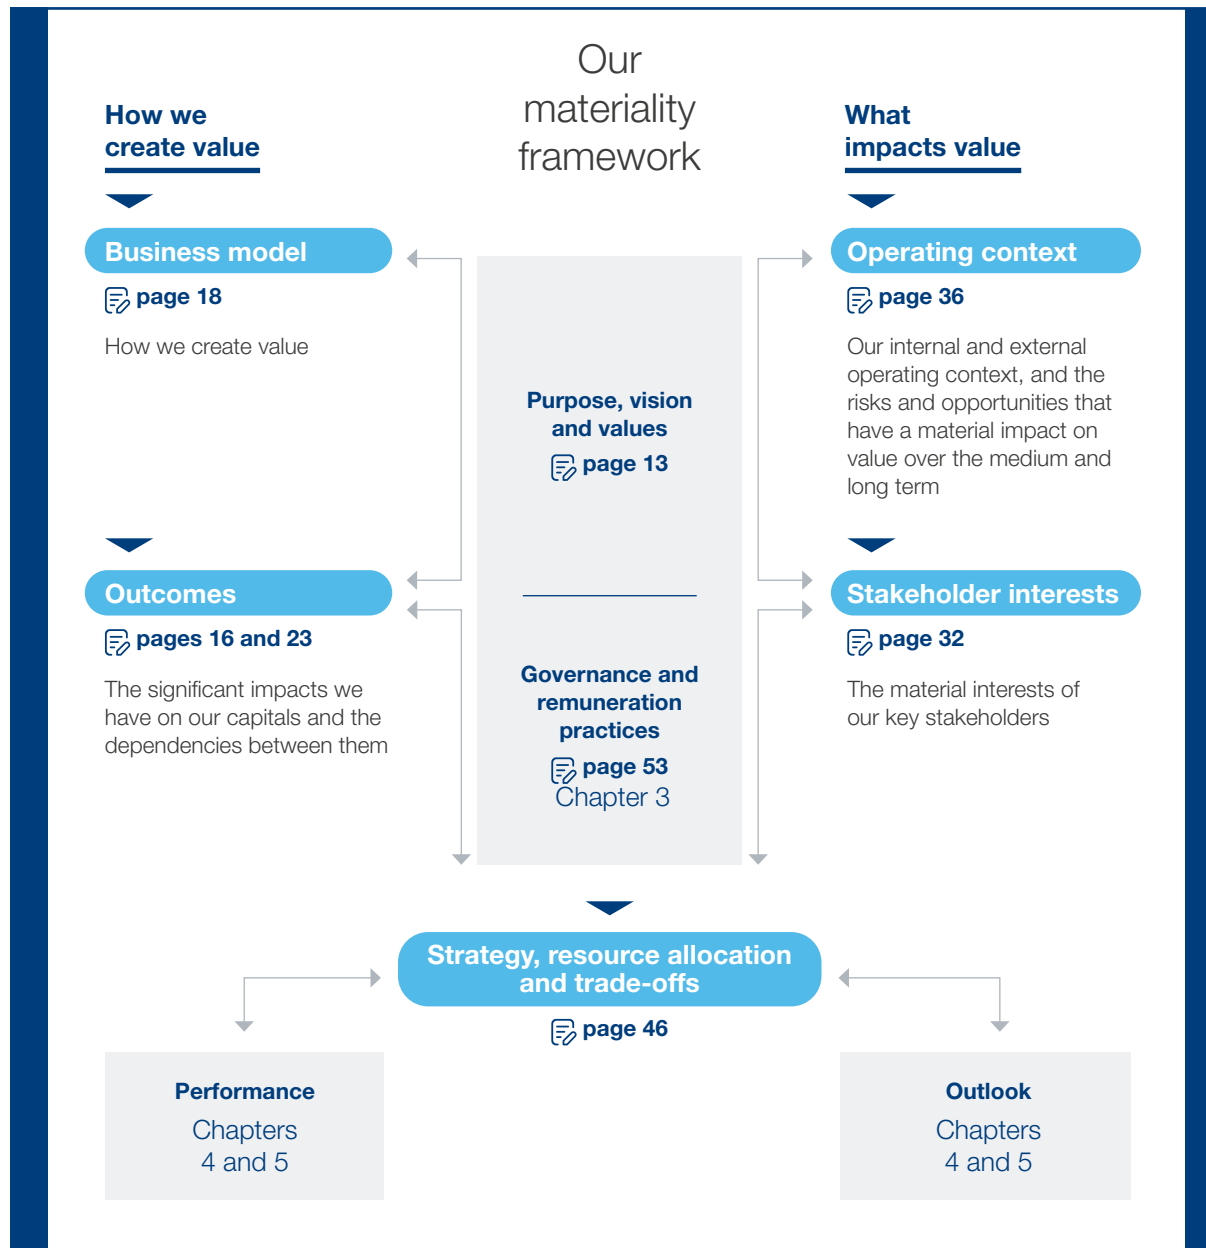 Our
materiality
framework
How we
create value
Business model
page 18
How we create value
Outcomes
pages 16 and 23
The significant impacts we
have on our capitals and the
dependencies between them
Purpose, vision
and values
page 13
Governance and
remuneration
practices
page 53
Chapter 3
What
impacts value
Operating context
page 36
Our internal and external
operating context, and the
risks and opportunities that
have a material impact on
value over the medium and
long term
Stakeholder interests
page 32
The material interests of
our key stakeholders
Strategy, resource allocation
and trade-offs
page 46
Performance
Chapters
4 and 5
Outlook
Chapters
4 and 5